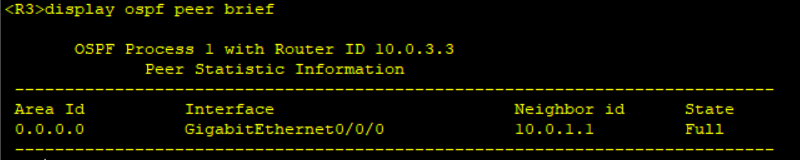 <R3>display ospf peer brief
OSPF Process 1 with Router ID 10.0.3.3
Peer Statistic Information
----------------------------------------------------------------------------
Area Id Interface Neighbor id State
0.0.0.0 GigabitEthernet0/0/0 10.0.1.1 Full
----------------------------------------------------------------------------